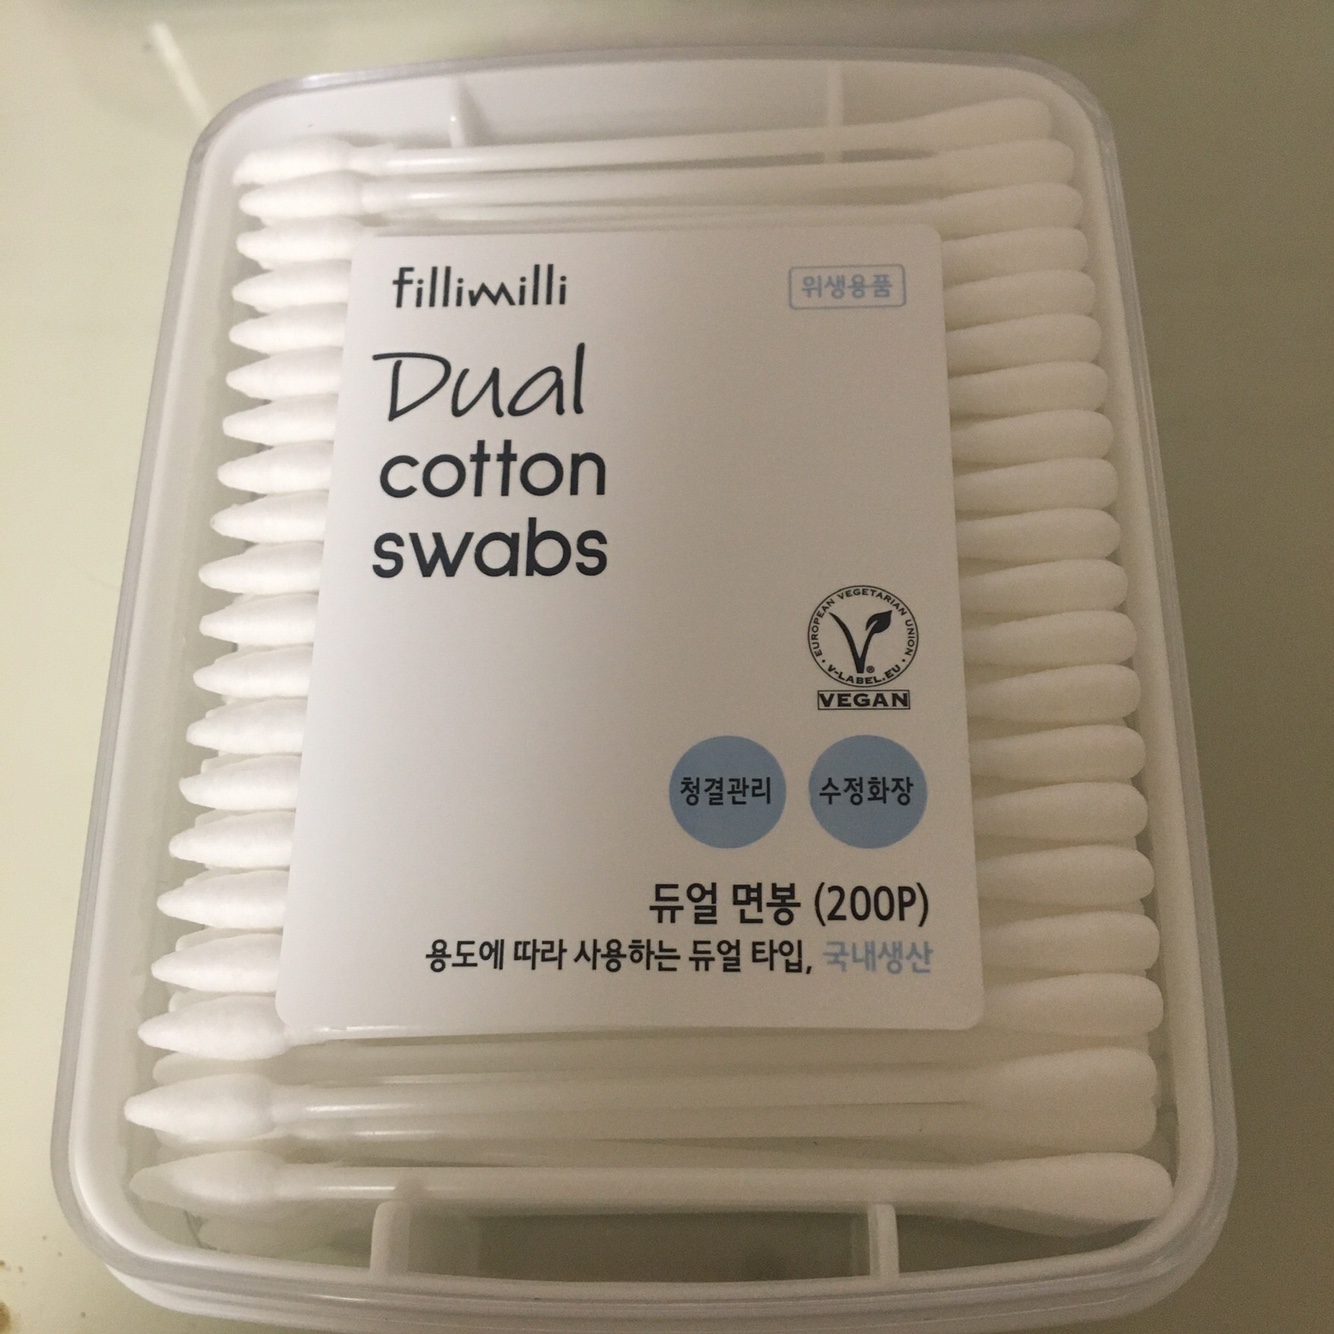 fillimilli
위생용품
Dual
cotton
swabs
EUROPEAN VEGETARIAN UNION
V-LABEL.EU
®
VEGAN
청결관리
수정화장
듀얼 면봉 (200P)
용도에 따라 사용하는 듀얼 타입, 국내생산